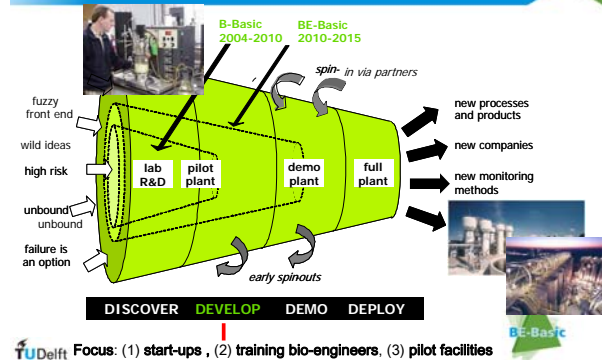 B-Basic
2004-2010
BE-Basic
2010-2015
spin- in via partners
fuzzy
front end
wild ideas
high risk
unbound
unbound
failure is
an option
lab
R&D
pilot
plant
demo
plant
full
plant
new processes
and products
new companies
new monitoring
methods
early spinouts
DISCOVER DEVELOP DEMO DEPLOY
BE-Basic
TUDelft Focus: (1) start-ups , (2) training bio-engineers, (3) pilot facilities